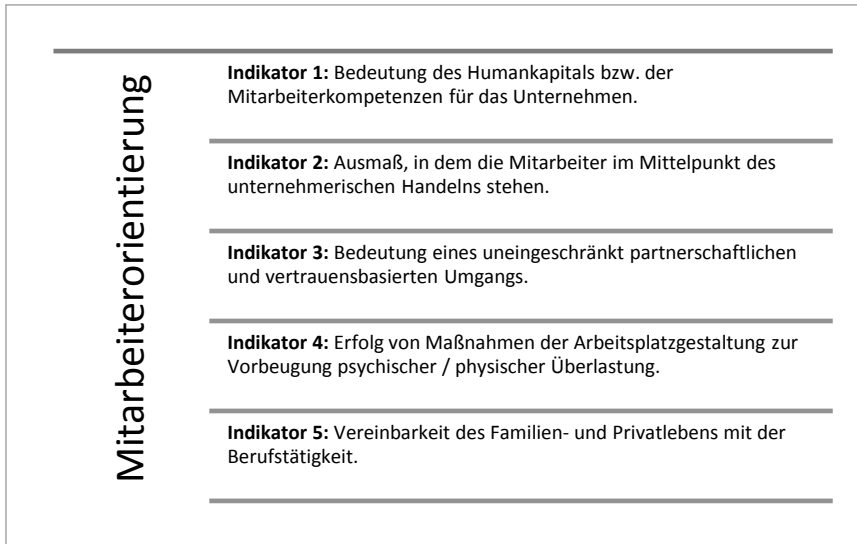 Mitarbeiterorientierung
Indikator 1: Bedeutung des Humankapitals bzw. der
Mitarbeiterkompetenzen für das Unternehmen.
Indikator 2: Ausmaß, in dem die Mitarbeiter im Mittelpunkt des
unternehmerischen Handelns stehen.
Indikator 3: Bedeutung eines uneingeschränkt partnerschaftlichen
und vertrauensbasierten Umgangs.
Indikator 4: Erfolg von Maßnahmen der Arbeitsplatzgestaltung zur
Vorbeugung psychischer / physischer Überlastung.
Indikator 5: Vereinbarkeit des Familien- und Privatlebens mit der
Berufstätigkeit.